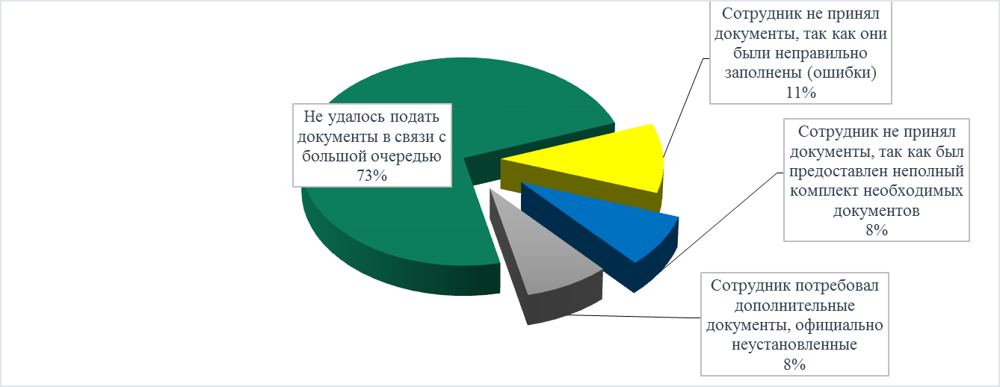 Сотрудник не принял
документы, так как они
были неправильно
заполнены (ошибки)
11%
Не удалось подать
документы в связи с
большой очередью
73%
Сотрудник не принял
документы, так как был
предоставлен неполный
комплект необходимых
документов
8%
Сотрудник потребовал
дополнительные
документы, официально
неустановленные
8%